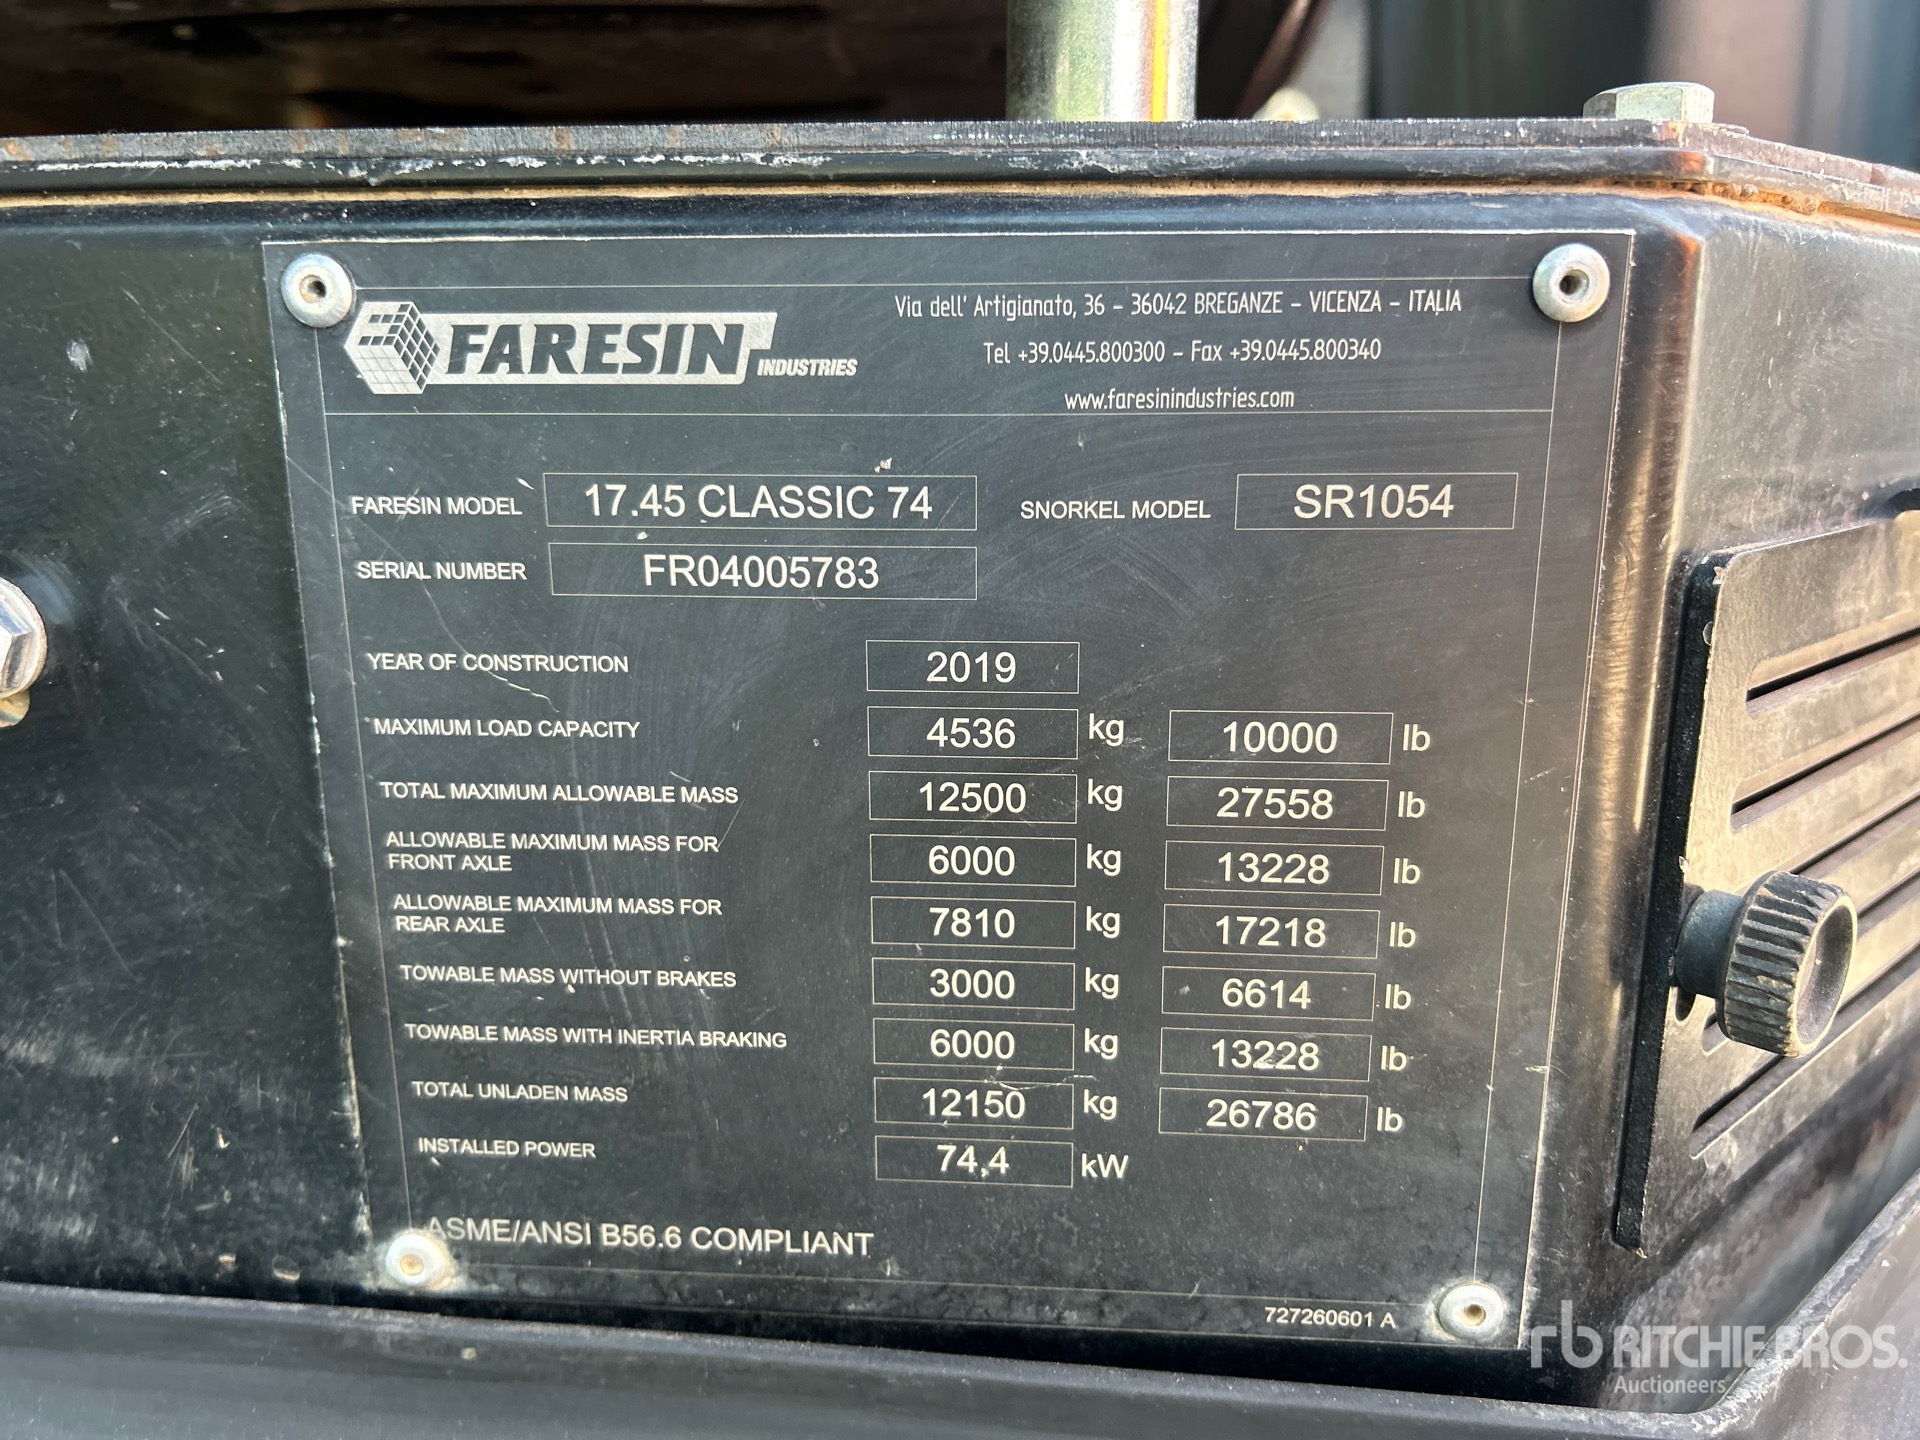 FARESIN INDUSTRIES
Via dell' Artigianato, 36 - 36042 BREGANZE - VICENZA - ITALIA
Tel +39.0445.800300 - Fax +39.0445.800340
www.faresinindustries.com
FARESIN MODEL 17.45 CLASSIC 74 SNORKEL MODEL SR1054
SERIAL NUMBER FR04005783
YEAR OF CONSTRUCTION 2019
MAXIMUM LOAD CAPACITY 4536 kg 10000 lb
TOTAL MAXIMUM ALLOWABLE MASS 12500 kg 27558 lb
ALLOWABLE MAXIMUM MASS FOR
FRONT AXLE 6000 kg 13228 lb
ALLOWABLE MAXIMUM MASS FOR
REAR AXLE 7810 kg 17218 lb
TOWABLE MASS WITHOUT BRAKES 3000 kg 6614 lb
TOWABLE MASS WITH INERTIA BRAKING 6000 kg 13228 lb
TOTAL UNLADEN MASS 12150 kg 26786 lb
INSTALLED POWER 74,4 kW
ASME/ANSI B56.6 COMPLIANT
727260601 A
rb RITCHIE BROS.
Auctioneers